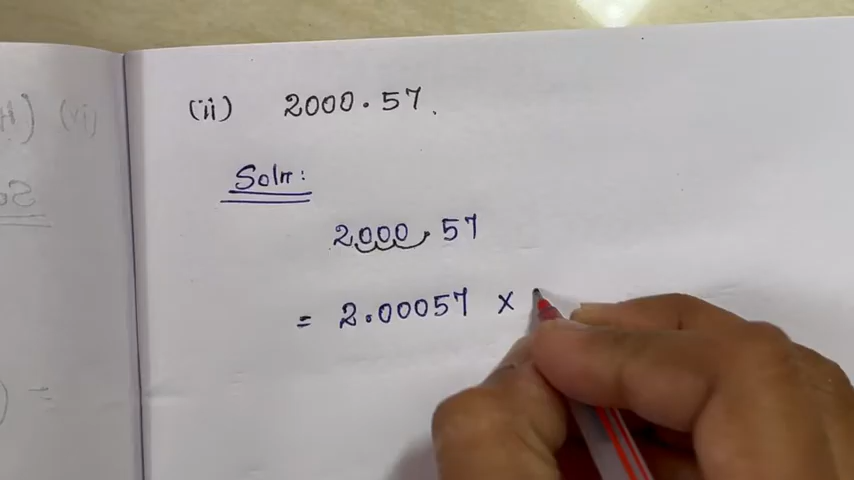 (ii) 2000.57.
Soln:
2000.57
= 2.00057 ×